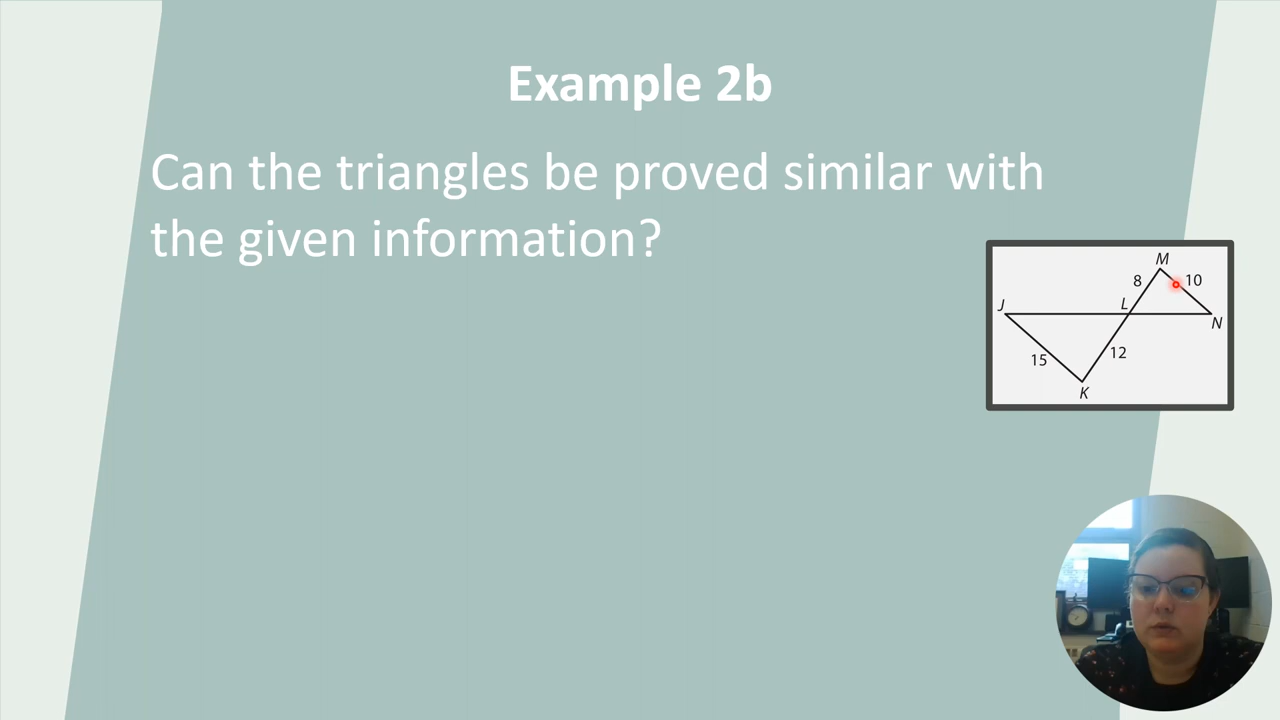 Example 2b
Can the triangles be proved similar with
the given information?
M
8
10
J
L
N
15
12
K